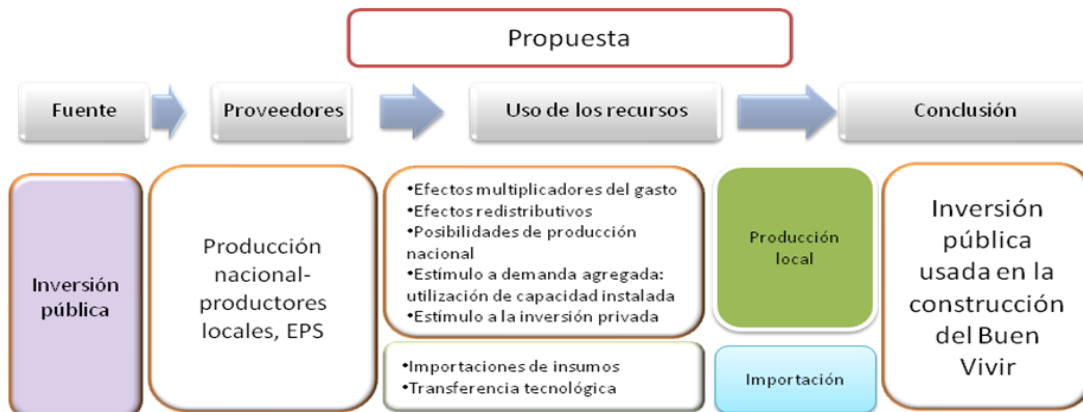 Propuesta
Fuente
Proveedores
Uso de los recursos
Conclusión
Inversión
pública
Producción
nacional-
productores
locales, EPS
•Efectos multiplicadores del gasto
•Efectos redistributivos
•Posibilidades de producción
nacional
•Estímulo a demanda agregada:
utilización de capacidad instalada
•Estímulo a la inversión privada
•Importaciones de insumos
•Transferencia tecnológica
Producción
local
Importación
Inversión
pública
usada en la
construcción
del Buen
Vivir